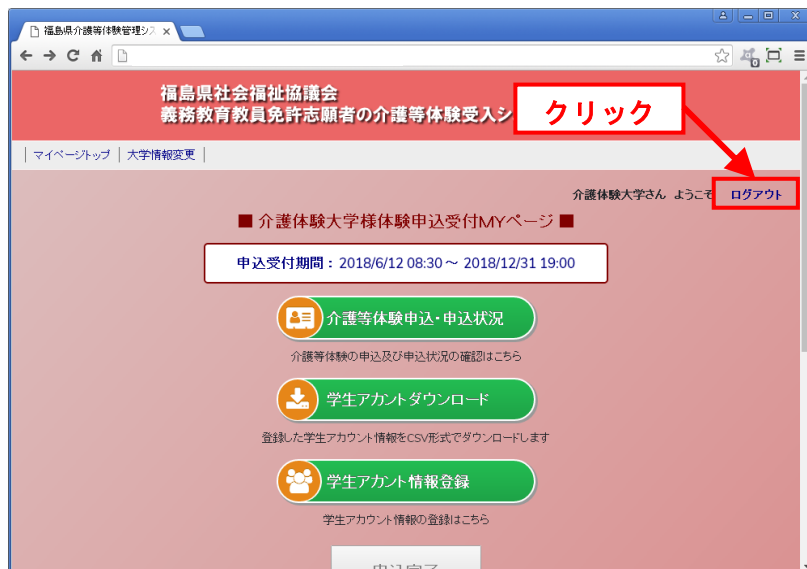 福島県介護等体験管理シス
福島県社会福祉協議会
義務教育教員免許志願者の介護等体験受入シ
クリック
マイページトップ
大学情報変更
介護体験大学さん ようこそ
ログアウト
■ 介護体験大学様体験申込受付MYページ ■
申込受付期間： 2018/6/12 08:30 ～ 2018/12/31 19:00
介護等体験申込・申込状況
介護等体験の申込及び申込状況の確認はこちら
学生アカントダウンロード
登録した学生アカウント情報をCSV形式でダウンロードします
学生アカント情報登録
学生アカウント情報の登録はこちら
申込完了